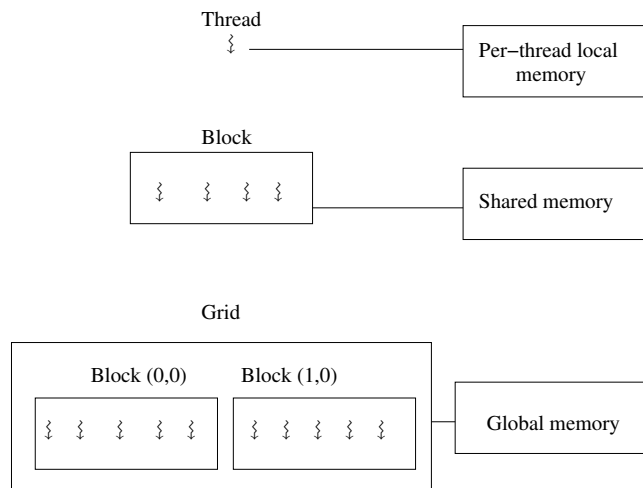 Thread
Per−thread local
memory
Block
Shared memory
Grid
Block (0,0)
Block (1,0)
Global memory